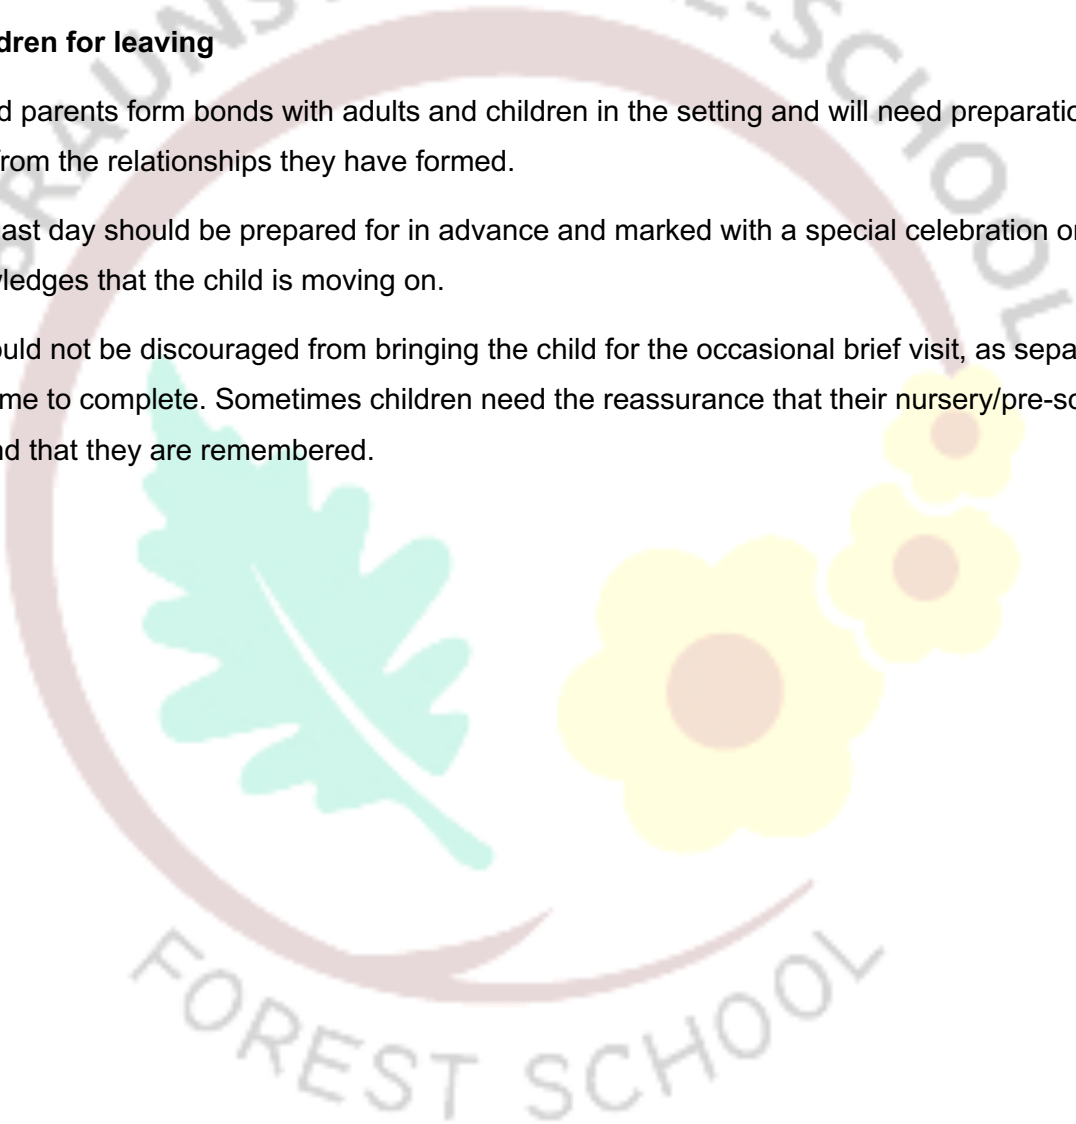 dren for leaving
d parents form bonds with adults and children in the setting and will need preparatio
from the relationships they have formed.
ast day should be prepared for in advance and marked with a special celebration or
ledges that the child is moving on.
uld not be discouraged from bringing the child for the occasional brief visit, as sepa
me to complete. Sometimes children need the reassurance that their nursery/pre-sc
nd that they are remembered.
FOREST SCHOOL